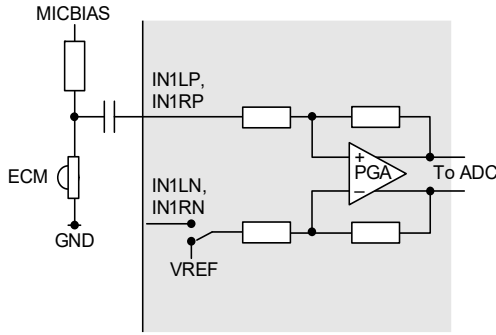 MICBIAS
IN1LP,
IN1RP
+
PGA
To ADC
−
ECM
IN1LN,
IN1RN
GND
VREF